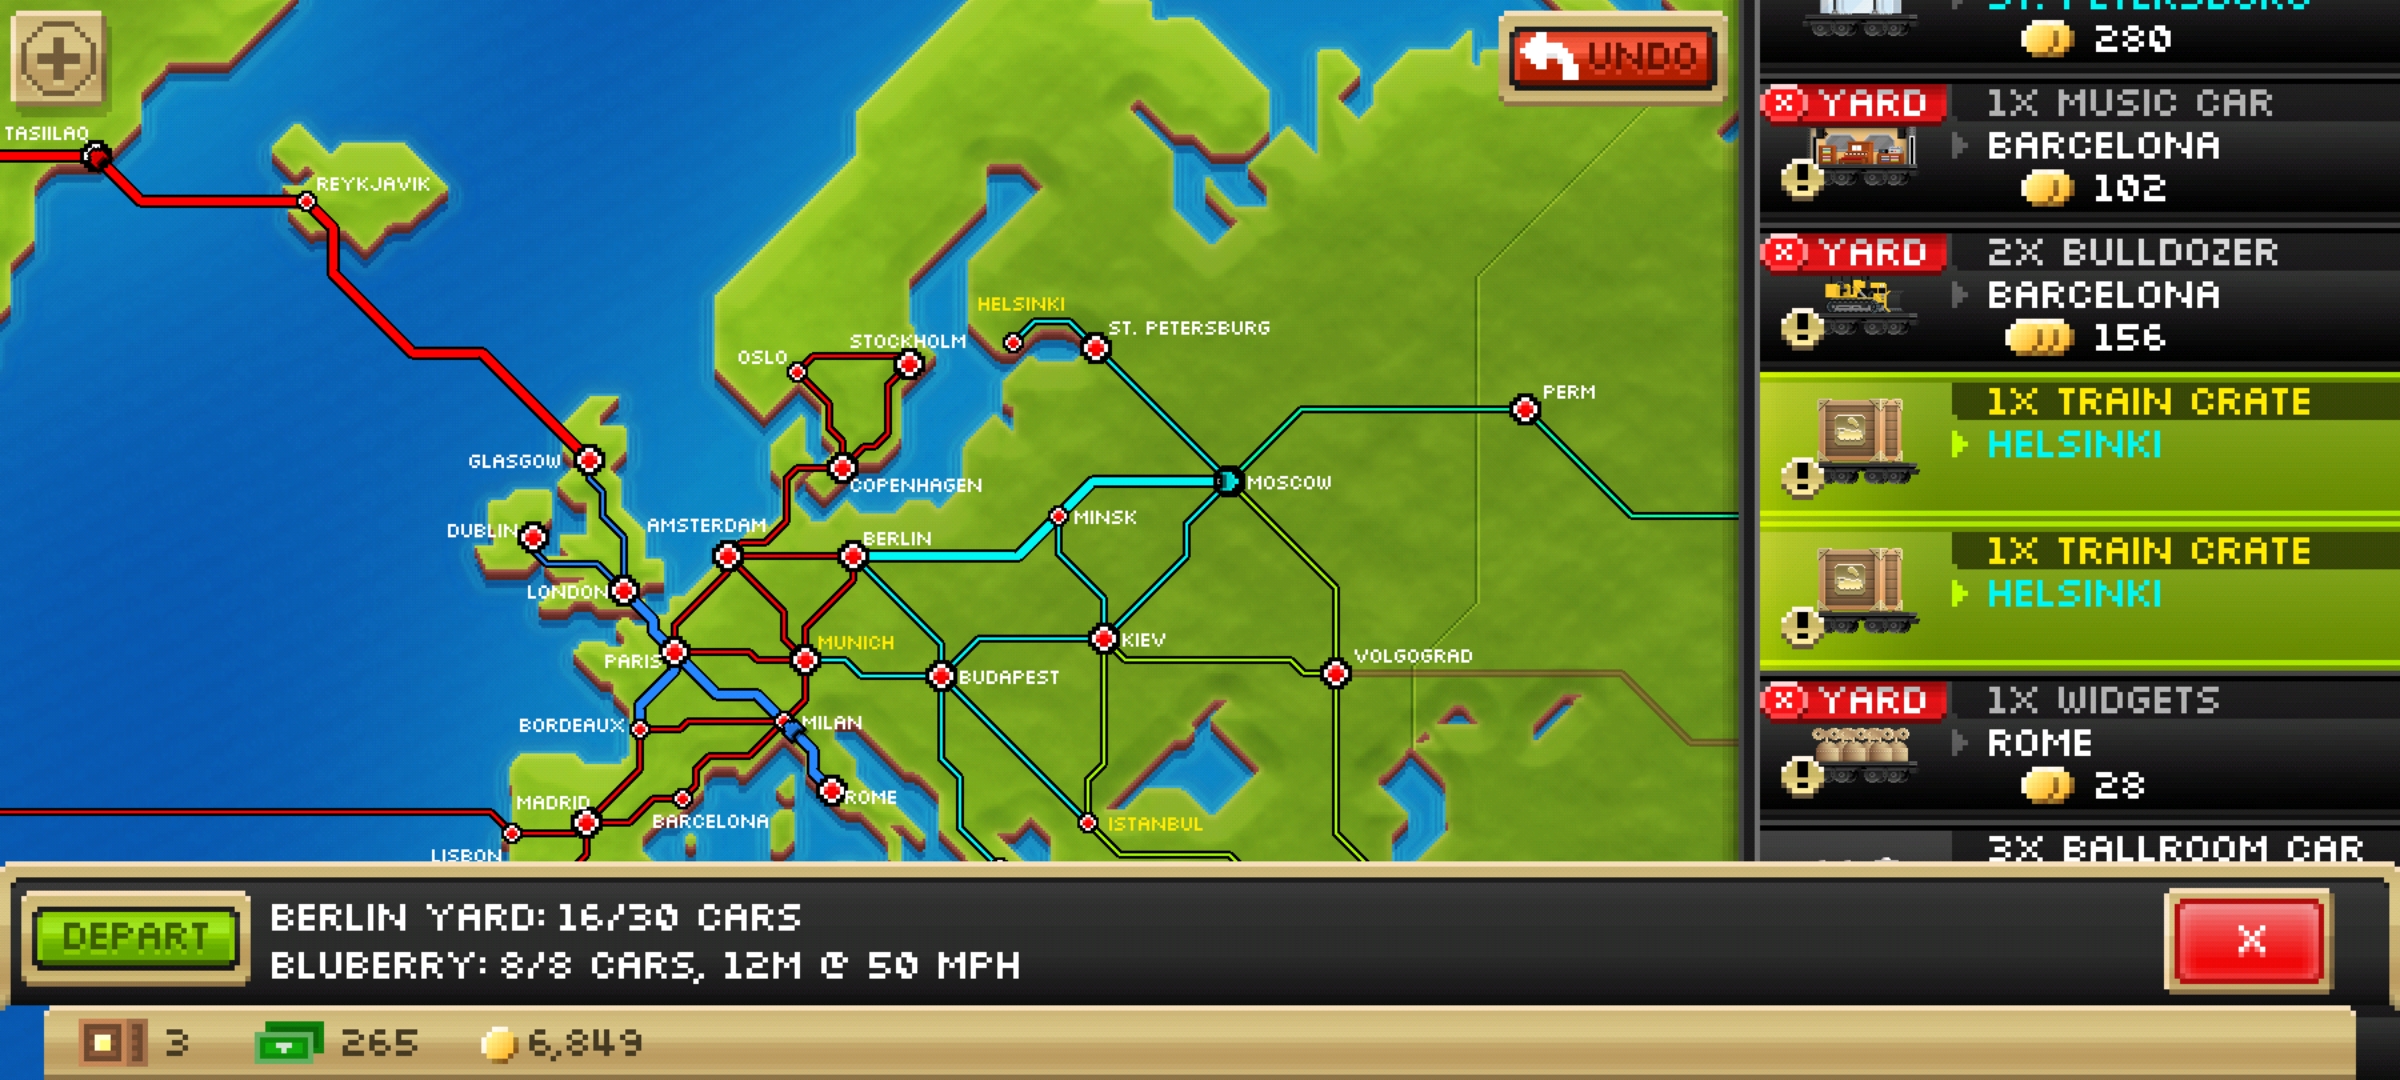 TASIILAQ
REYKJAVIK
GLASGOW
DUBLIN
LONDON
AMSTERDAM
PARIS
BORDEAUX
MADRID
LISBON
BARCELONA
OSLO
STOCKHOLM
COPENHAGEN
BERLIN
MUNICH
MILAN
ROME
HELSINKI
ST. PETERSBURG
MINSK
MOSCOW
PERM
KIEV
BUDAPEST
VOLGOGRAD
ISTANBUL
UNDO
ST. PETERSBURG
280
YARD 1X MUSIC CAR
BARCELONA
102
YARD 2X BULLDOZER
BARCELONA
156
1X TRAIN CRATE
HELSINKI
1X TRAIN CRATE
HELSINKI
YARD 1X WIDGETS
ROME
28
3X BALLROOM CAR
DEPART
BERLIN YARD: 16/30 CARS
BLUBERRY: 8/8 CARS, 12M @ 50 MPH
X
3 265 6,849